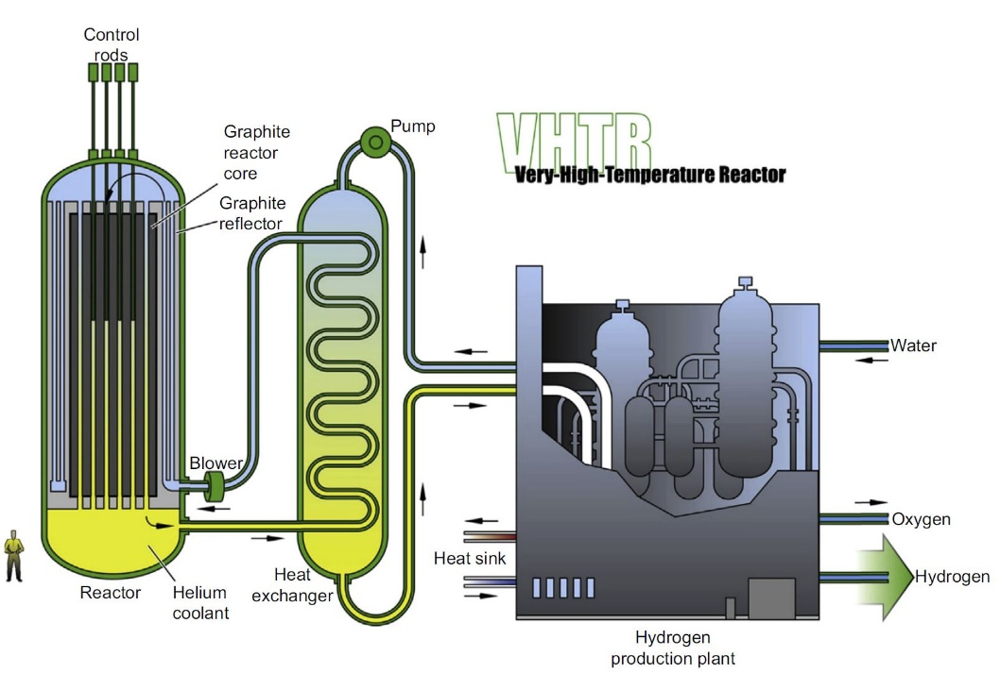 Control
rods
Graphite
reactor
core
Graphite
reflector
Pump
VHTR
Very-High-Temperature Reactor
Blower
Water
Oxygen
Heat sink
Hydrogen
Heat
exchanger
Reactor
Helium
coolant
Hydrogen
production plant